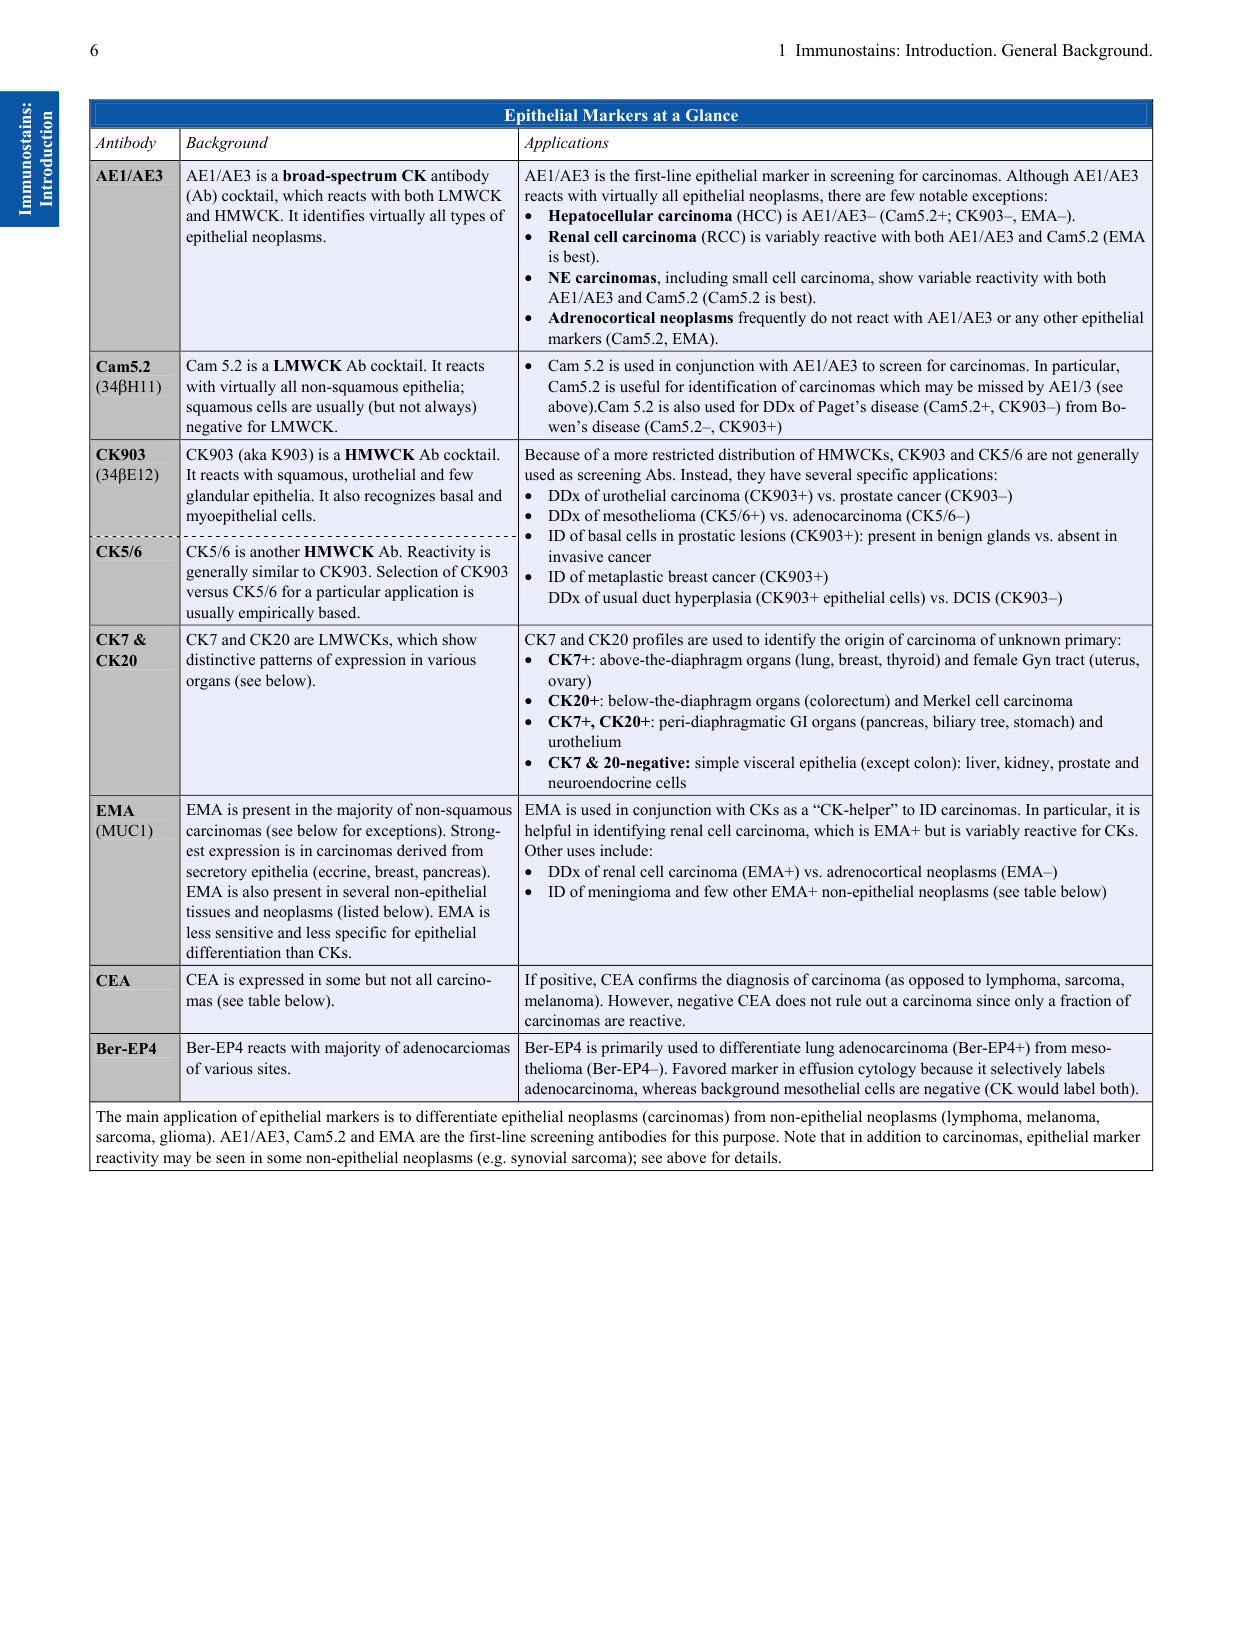 6
1 Immunostains: Introduction. General Background.
Immunostains:
Introduction
Epithelial Markers at a Glance
Antibody
Background
Applications
AE1/AE3
AE1/AE3 is a broad-spectrum CK antibody
(Ab) cocktail, which reacts with both LMWCK
and HMWCK. It identifies virtually all types of
epithelial neoplasms.
AE1/AE3 is the first-line epithelial marker in screening for carcinomas. Although AE1/AE3
reacts with virtually all epithelial neoplasms, there are few notable exceptions:
• Hepatocellular carcinoma (HCC) is AE1/AE3– (Cam5.2+; CK903–, EMA–).
• Renal cell carcinoma (RCC) is variably reactive with both AE1/AE3 and Cam5.2 (EMA
is best).
• NE carcinomas, including small cell carcinoma, show variable reactivity with both
AE1/AE3 and Cam5.2 (Cam5.2 is best).
• Adrenocortical neoplasms frequently do not react with AE1/AE3 or any other epithelial
markers (Cam5.2, EMA).
Cam5.2
(34βH11)
Cam 5.2 is a LMWCK Ab cocktail. It reacts
with virtually all non-squamous epithelia;
squamous cells are usually (but not always)
negative for LMWCK.
• Cam 5.2 is used in conjunction with AE1/AE3 to screen for carcinomas. In particular,
Cam5.2 is useful for identification of carcinomas which may be missed by AE1/3 (see
above).Cam 5.2 is also used for DDx of Paget’s disease (Cam5.2+, CK903–) from Bo-
wen’s disease (Cam5.2–, CK903+)
CK903
(34βE12)
CK903 (aka K903) is a HMWCK Ab cocktail.
It reacts with squamous, urothelial and few
glandular epithelia. It also recognizes basal and
myoepithelial cells.
CK5/6
CK5/6 is another HMWCK Ab. Reactivity is
generally similar to CK903. Selection of CK903
versus CK5/6 for a particular application is
usually empirically based.
Because of a more restricted distribution of HMWCKs, CK903 and CK5/6 are not generally
used as screening Abs. Instead, they have several specific applications:
• DDx of urothelial carcinoma (CK903+) vs. prostate cancer (CK903–)
• DDx of mesothelioma (CK5/6+) vs. adenocarcinoma (CK5/6–)
• ID of basal cells in prostatic lesions (CK903+): present in benign glands vs. absent in
invasive cancer
• ID of metaplastic breast cancer (CK903+)
DDx of usual duct hyperplasia (CK903+ epithelial cells) vs. DCIS (CK903–)
CK7 &
CK20
CK7 and CK20 are LMWCKs, which show
distinctive patterns of expression in various
organs (see below).
CK7 and CK20 profiles are used to identify the origin of carcinoma of unknown primary:
• CK7+: above-the-diaphragm organs (lung, breast, thyroid) and female Gyn tract (uterus,
ovary)
• CK20+: below-the-diaphragm organs (colorectum) and Merkel cell carcinoma
• CK7+, CK20+: peri-diaphragmatic GI organs (pancreas, biliary tree, stomach) and
urothelium
• CK7 & 20-negative: simple visceral epithelia (except colon): liver, kidney, prostate and
neuroendocrine cells
EMA
(MUC1)
EMA is present in the majority of non-squamous
carcinomas (see below for exceptions). Strong-
est expression is in carcinomas derived from
secretory epithelia (eccrine, breast, pancreas).
EMA is also present in several non-epithelial
tissues and neoplasms (listed below). EMA is
less sensitive and less specific for epithelial
differentiation than CKs.
EMA is used in conjunction with CKs as a “CK-helper” to ID carcinomas. In particular, it is
helpful in identifying renal cell carcinoma, which is EMA+ but is variably reactive for CKs.
Other uses include:
• DDx of renal cell carcinoma (EMA+) vs. adrenocortical neoplasms (EMA–)
• ID of meningioma and few other EMA+ non-epithelial neoplasms (see table below)
CEA
CEA is expressed in some but not all carcino-
mas (see table below).
If positive, CEA confirms the diagnosis of carcinoma (as opposed to lymphoma, sarcoma,
melanoma). However, negative CEA does not rule out a carcinoma since only a fraction of
carcinomas are reactive.
Ber-EP4
Ber-EP4 reacts with majority of adenocarciomas
of various sites.
Ber-EP4 is primarily used to differentiate lung adenocarcinoma (Ber-EP4+) from meso-
thelioma (Ber-EP4–). Favored marker in effusion cytology because it selectively labels
adenocarcinoma, whereas background mesothelial cells are negative (CK would label both).
The main application of epithelial markers is to differentiate epithelial neoplasms (carcinomas) from non-epithelial neoplasms (lymphoma, melanoma,
sarcoma, glioma). AE1/AE3, Cam5.2 and EMA are the first-line screening antibodies for this purpose. Note that in addition to carcinomas, epithelial marker
reactivity may be seen in some non-epithelial neoplasms (e.g. synovial sarcoma); see above for details.